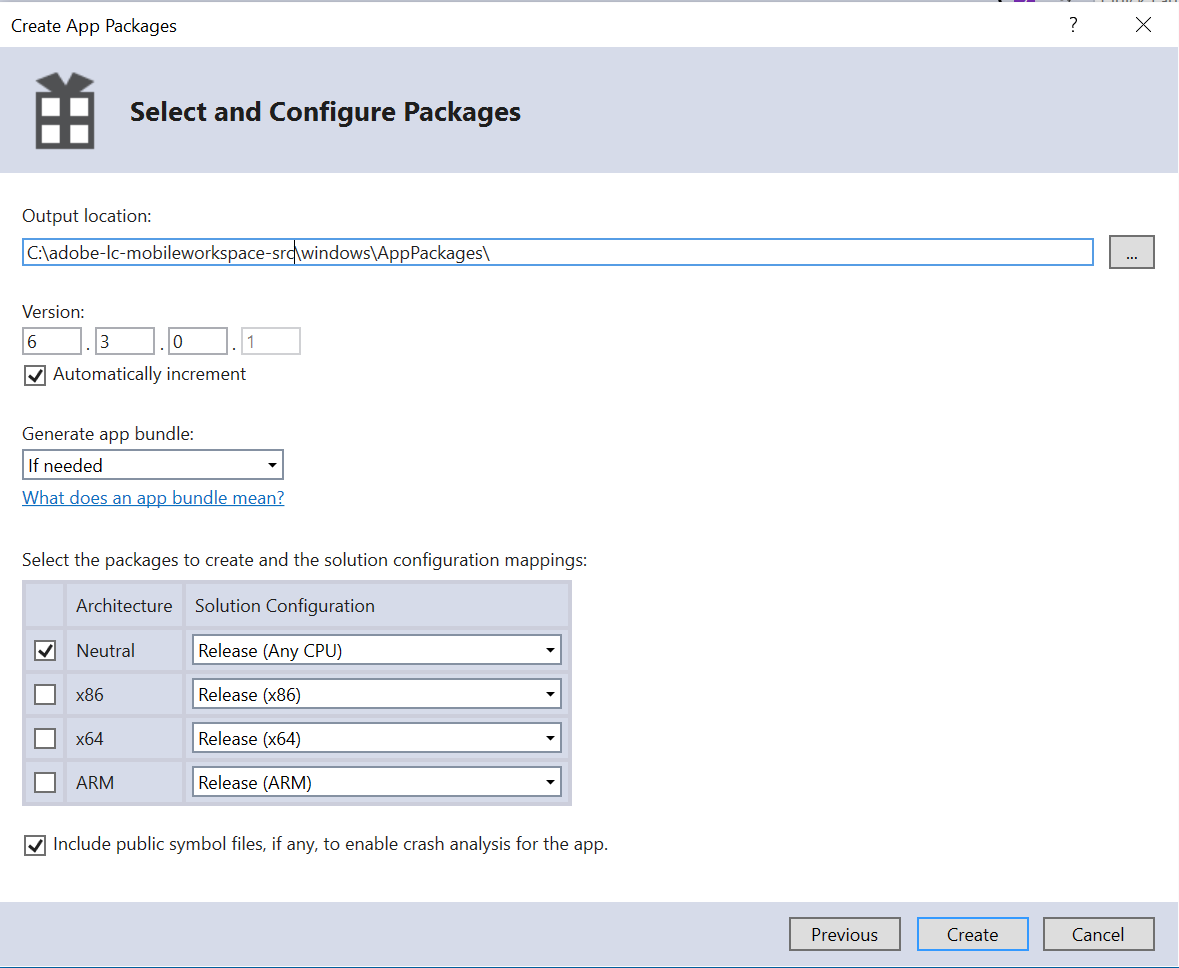 Create App Packages
?
Select and Configure Packages
Output location:
C:\adobe-lc-mobileworkspace-src\windows\AppPackages\
...
Version:
6 . 3 . 0 . 1
Automatically increment
Generate app bundle:
If needed
What does an app bundle mean?
Select the packages to create and the solution configuration mappings:
Architecture Solution Configuration
Neutral Release (Any CPU)
x86 Release (x86)
x64 Release (x64)
ARM Release (ARM)
Include public symbol files, if any, to enable crash analysis for the app.
Previous Create Cancel